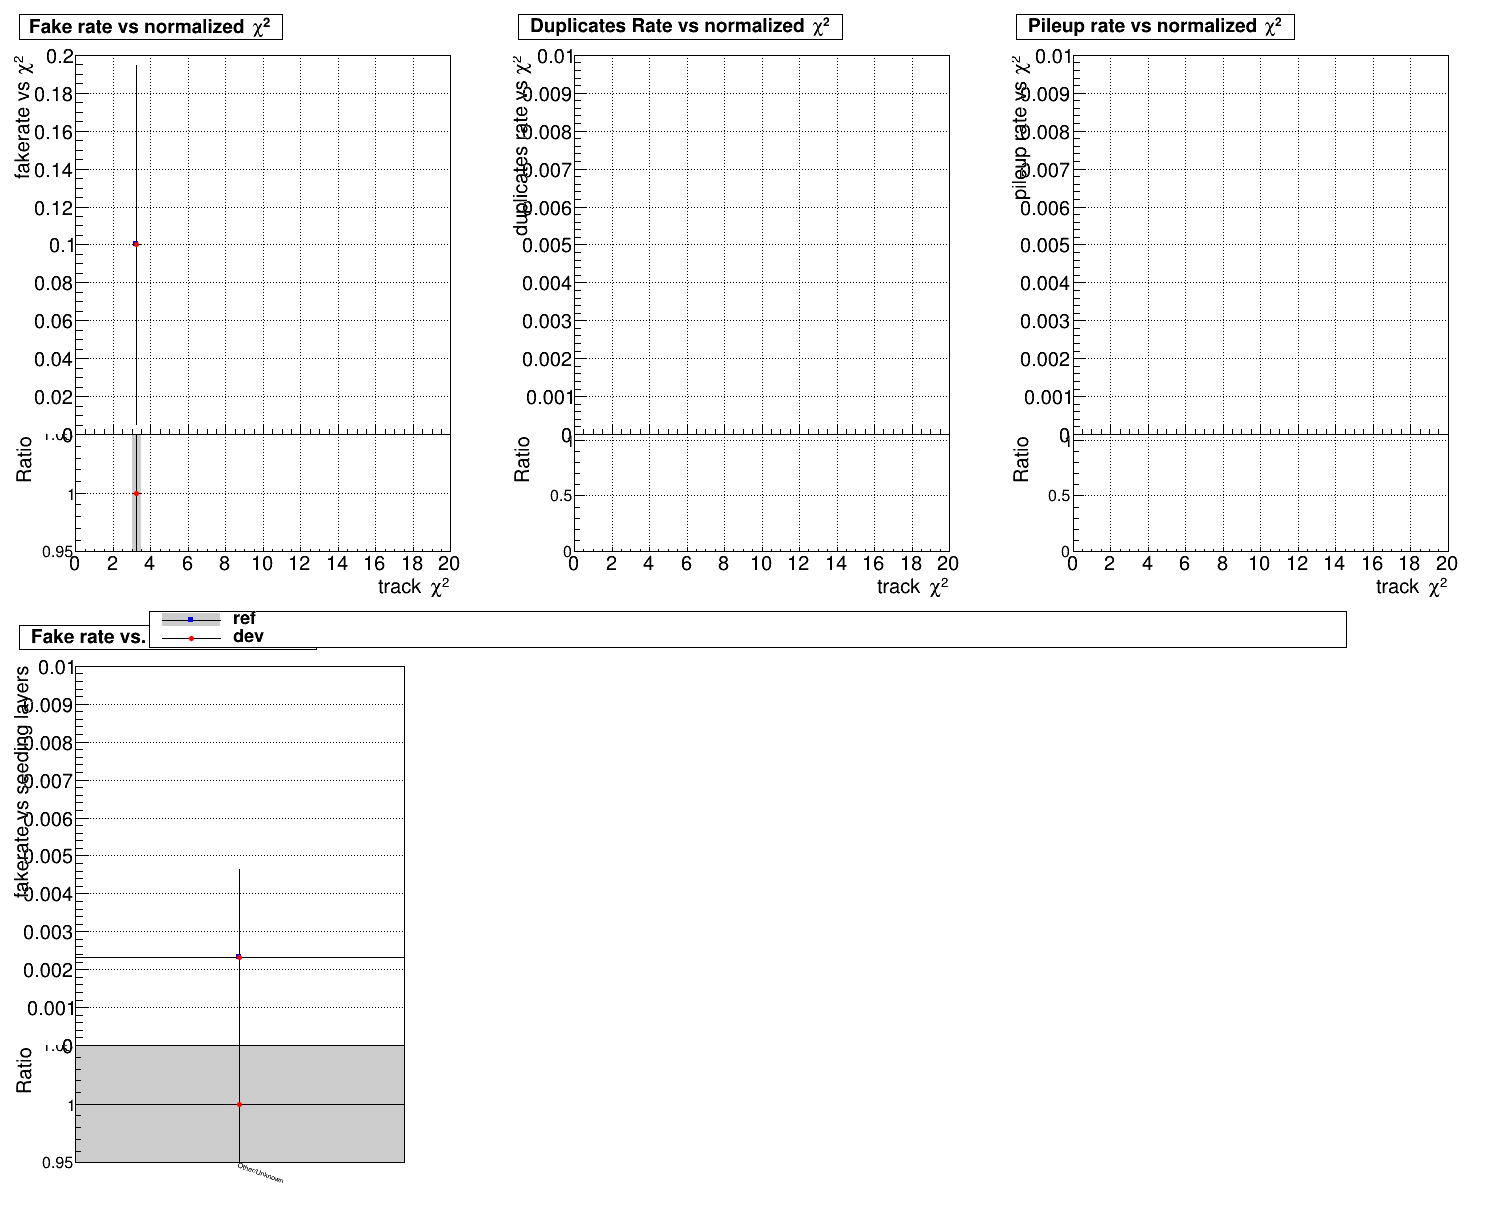 Fake rate vs normalized χ²
Duplicates Rate vs normalized χ²
Pileup rate vs normalized χ²
fakerate vs χ²
0.2
0.18
0.16
0.14
0.12
0.1
0.08
0.06
0.04
0.02
0
Ratio
1
0.95
0 2 4 6 8 10 12 14 16 18 20
track χ²
duplicates rate vs χ²
0.01
0.009
0.008
0.007
0.006
0.005
0.004
0.003
0.002
0.001
0
Ratio
1
0.5
0
0 2 4 6 8 10 12 14 16 18 20
track χ²
pileup rate vs χ²
0.01
0.009
0.008
0.007
0.006
0.005
0.004
0.003
0.002
0.001
0
Ratio
1
0.5
0
0 2 4 6 8 10 12 14 16 18 20
track χ²
ref
dev
Fake rate vs.
fakerate vs seeding layers
0.01
0.009
0.008
0.007
0.006
0.005
0.004
0.003
0.002
0.001
0
Ratio
1
0.95
Other/Unknown